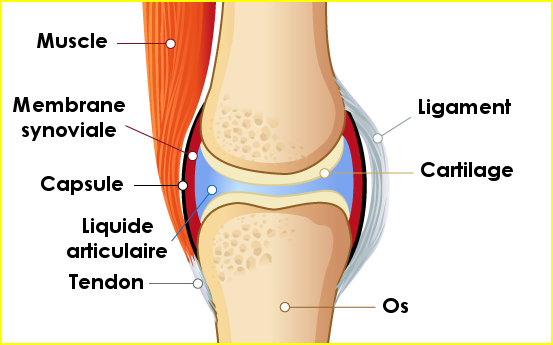 Muscle
Membrane
synoviale
Capsule
Liquide
articulaire
Tendon
Ligament
Cartilage
Os